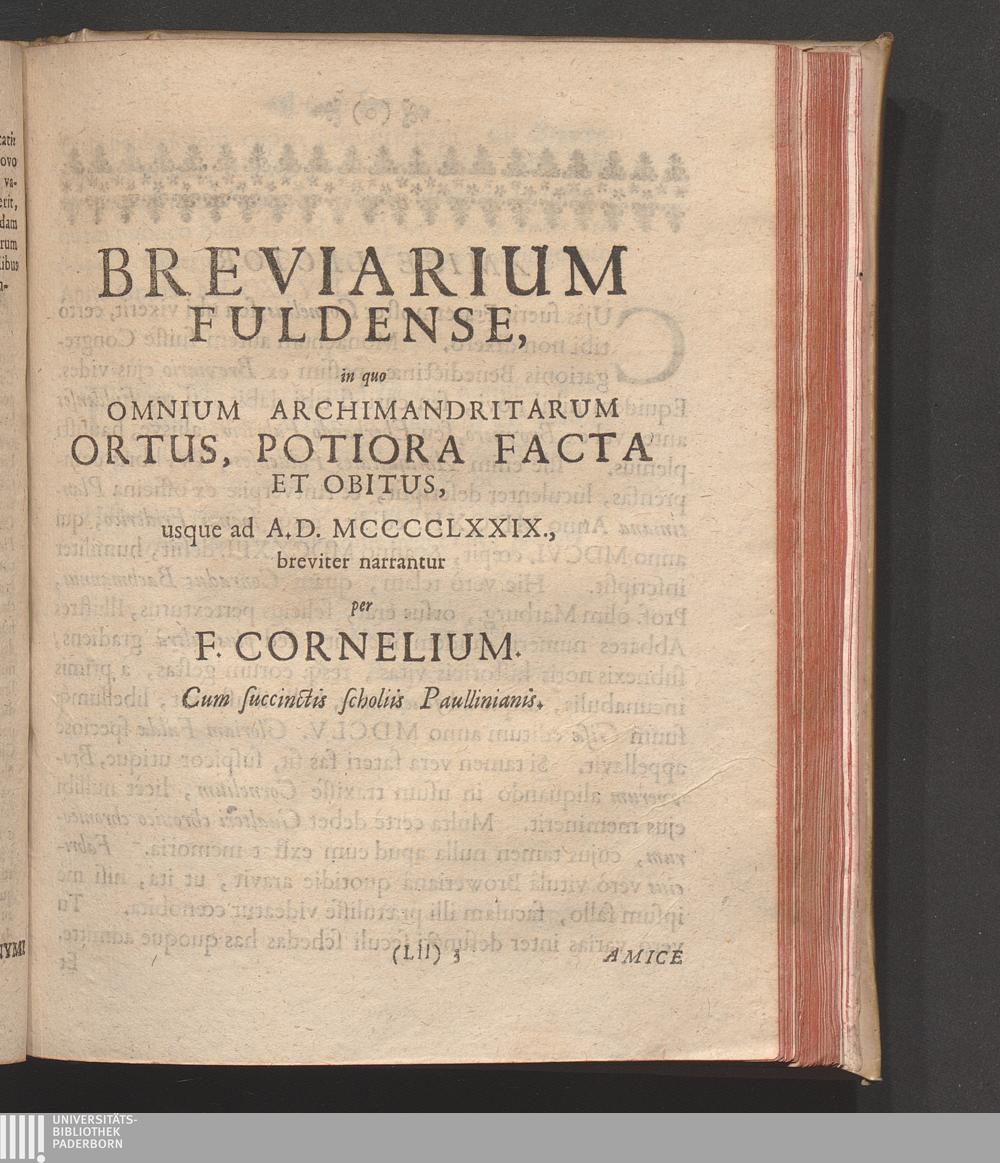 BREVIARIUM
FULDENSE,
in quo
OMNIUM ARCHIMANDRITARUM
ORTUS, POTIORA FACTA
ET OBITUS,
usque ad A.D. MCCCCCLXXIX.,
breviter narrantur
per
F. CORNELIUM.
Cum ſuccinctis ſcholiis Paullinianis.
(Lll) 3 AMICE
UNIVERSITÄTS-
BIBLIOTHEK
PADERBORN